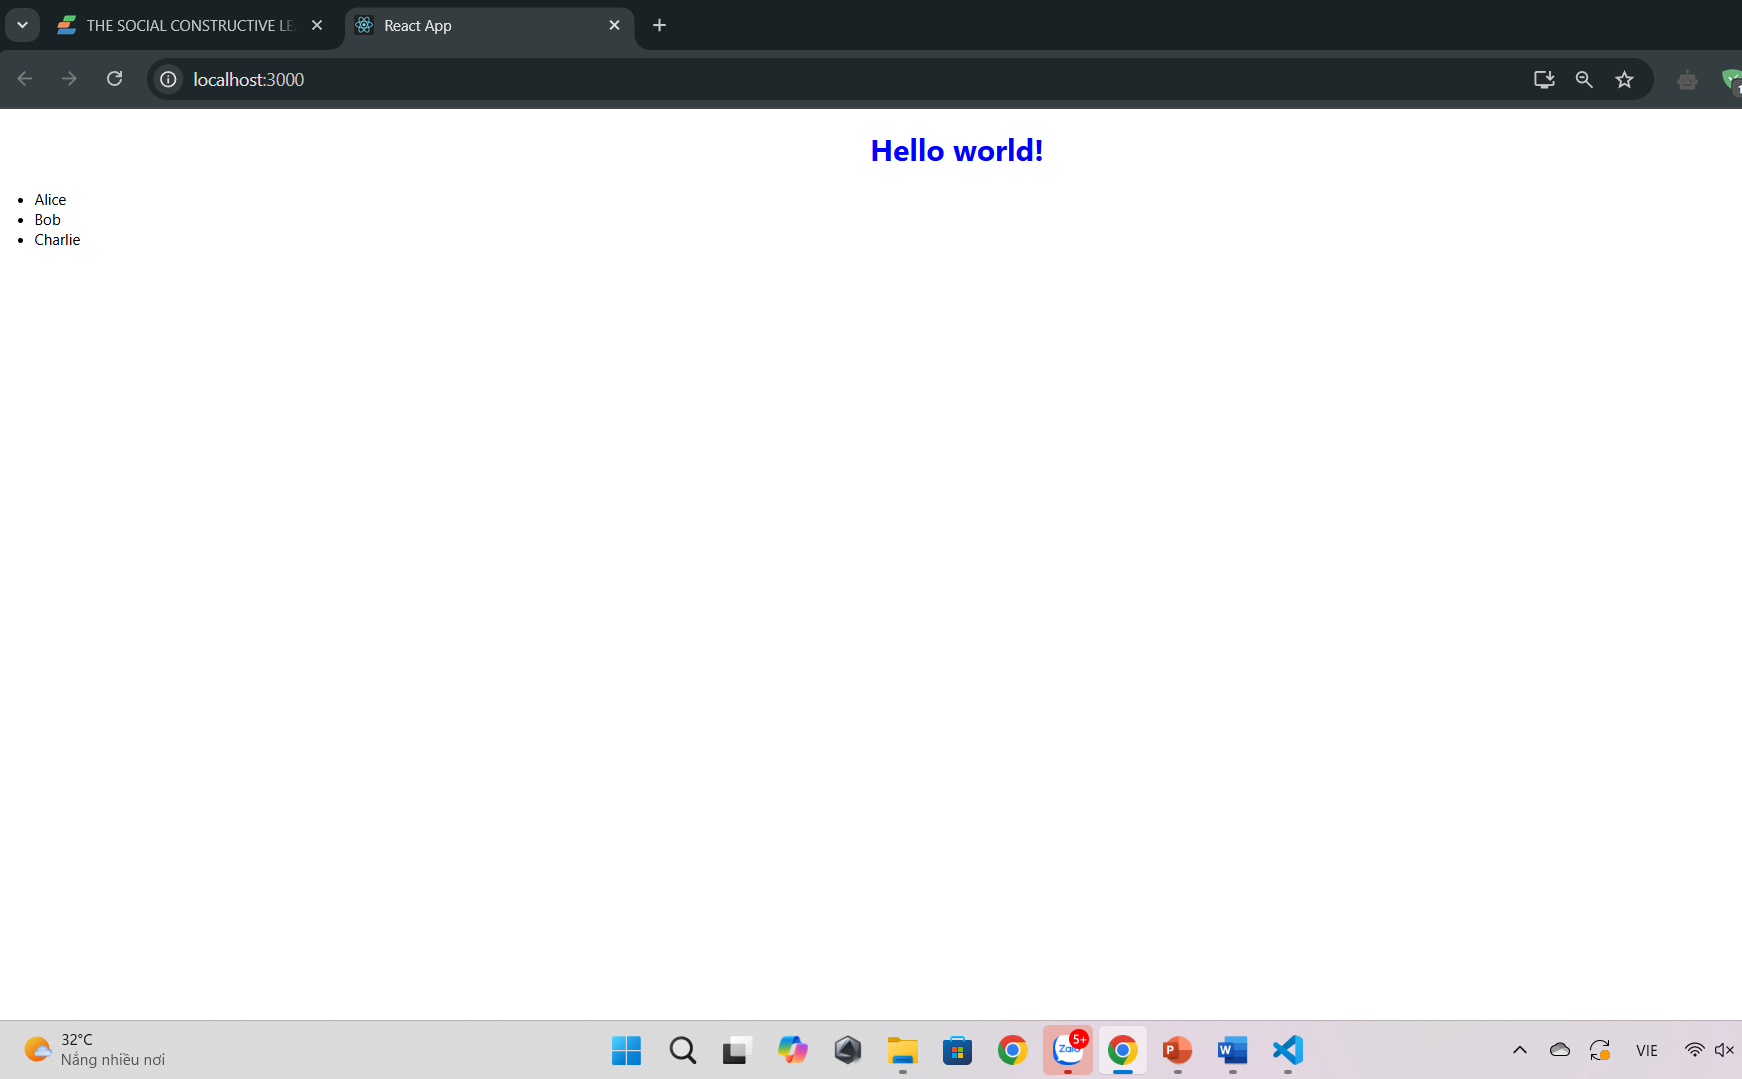 THE SOCIAL CONSTRUCTIVE LE
React App
localhost:3000
Hello world!
Alice
Bob
Charlie
32°C
Nắng nhiều nơi
Zalo
5+
P
W
VIE